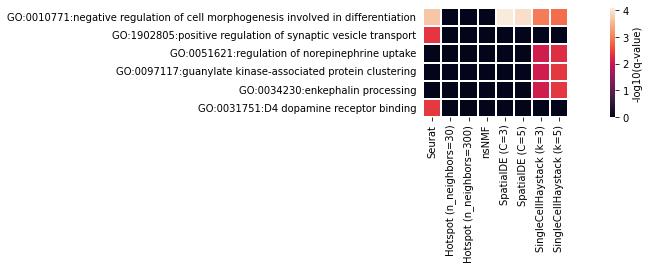 GO:0010771:negative regulation of cell morphogenesis involved in differentiation
GO:1902805:positive regulation of synaptic vesicle transport
GO:0051621:regulation of norepinephrine uptake
GO:0097117:guanylate kinase-associated protein clustering
GO:0034230:enkephalin processing
GO:0031751:D4 dopamine receptor binding
Seurat
Hotspot (n_neighbors=30)
Hotspot (n_neighbors=300)
nsNMF
SpatialDE (C=3)
SpatialDE (C=5)
SingleCellHaystack (k=3)
SingleCellHaystack (k=5)
4
3
2
1
0
-log10(q-value)